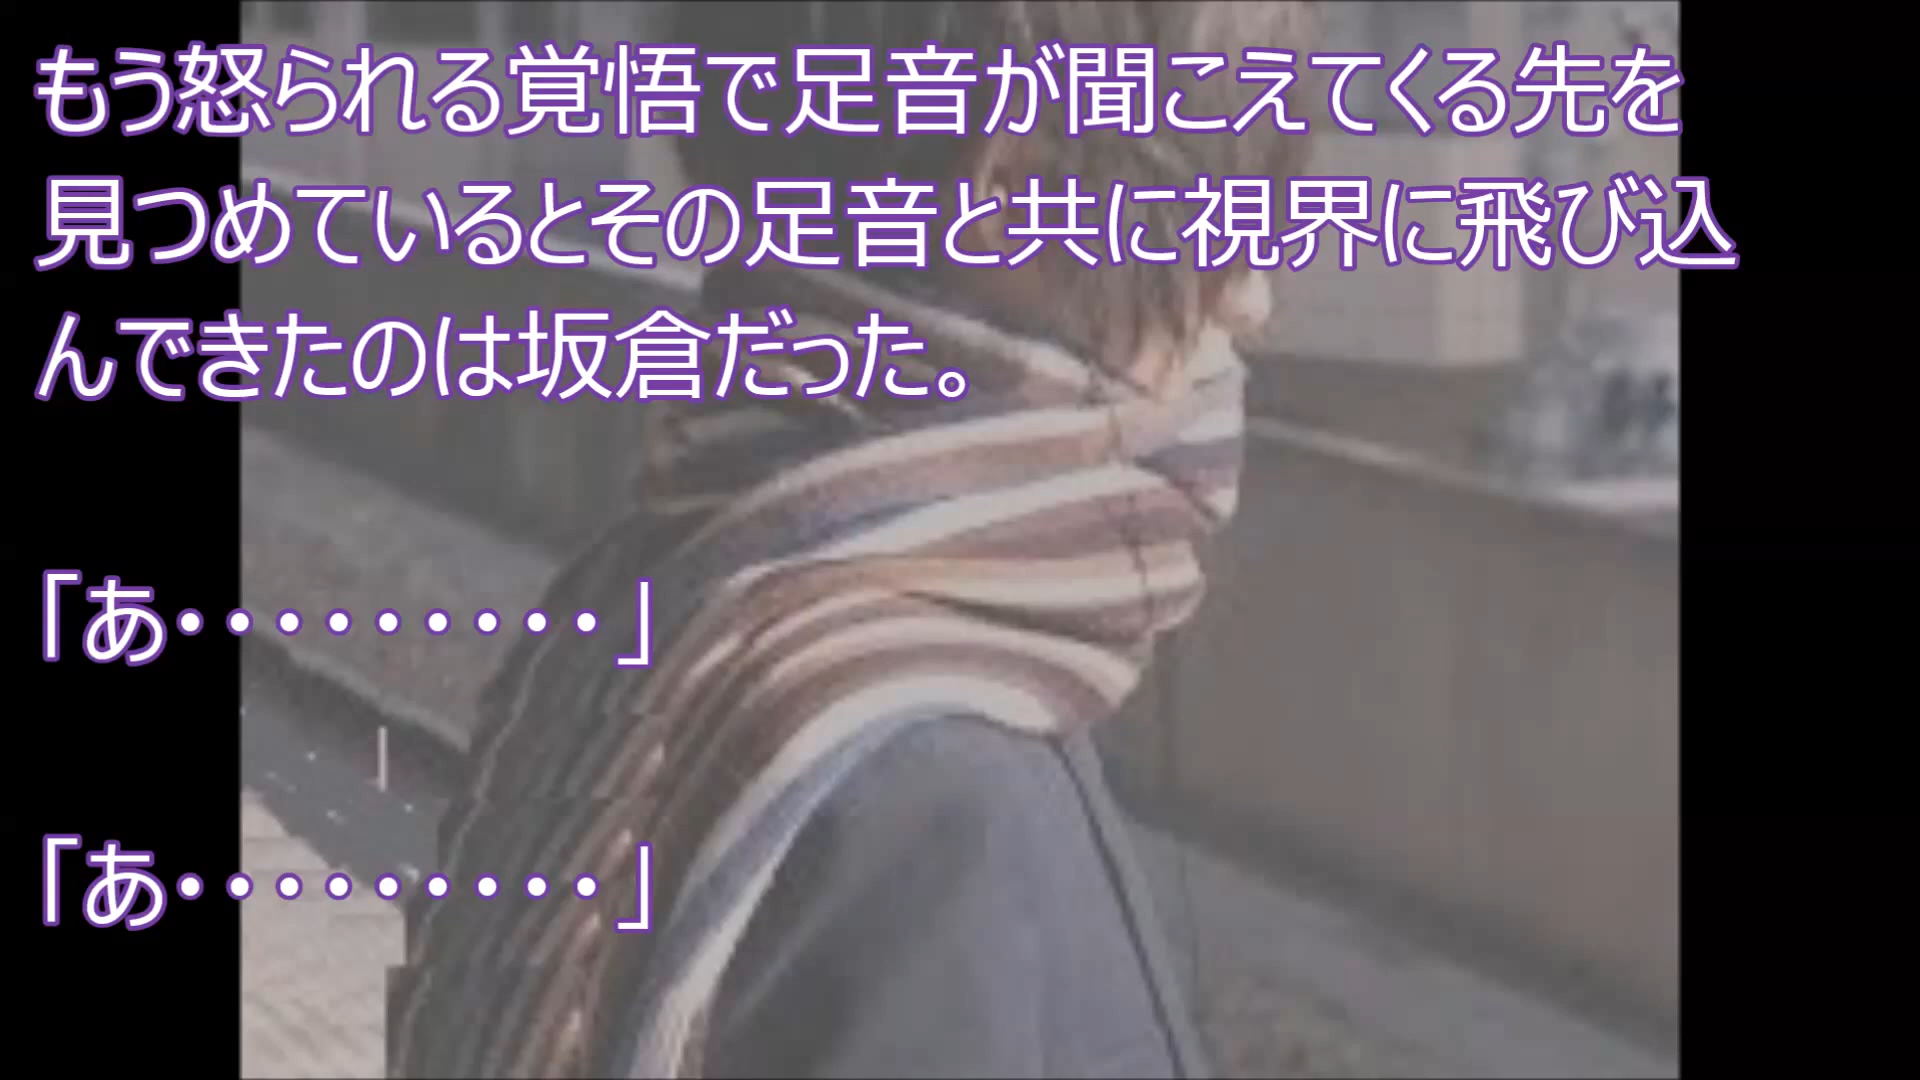 もう怒られる覚悟で足音が聞こえてくる先を
見つめているとその足音と共に視界に飛び込
んできたのは坂倉だった。
「あ・・・・・・・・・」
「あ・・・・・・・・・」